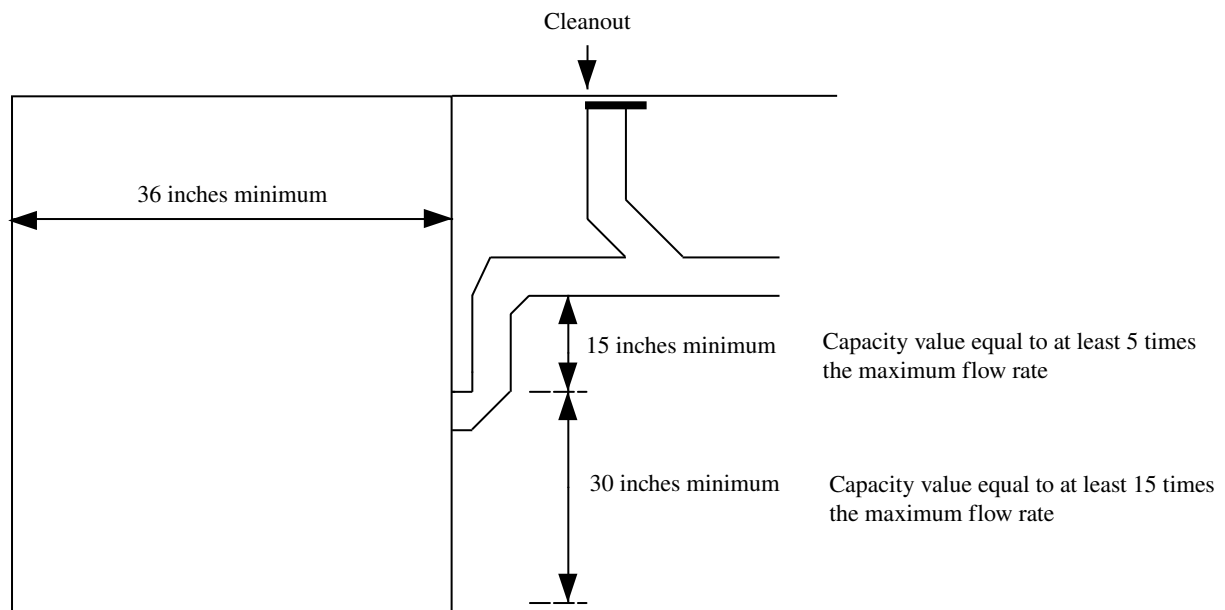 Cleanout
36 inches minimum
15 inches minimum
Capacity value equal to at least 5 times
the maximum flow rate
30 inches minimum
Capacity value equal to at least 15 times
the maximum flow rate